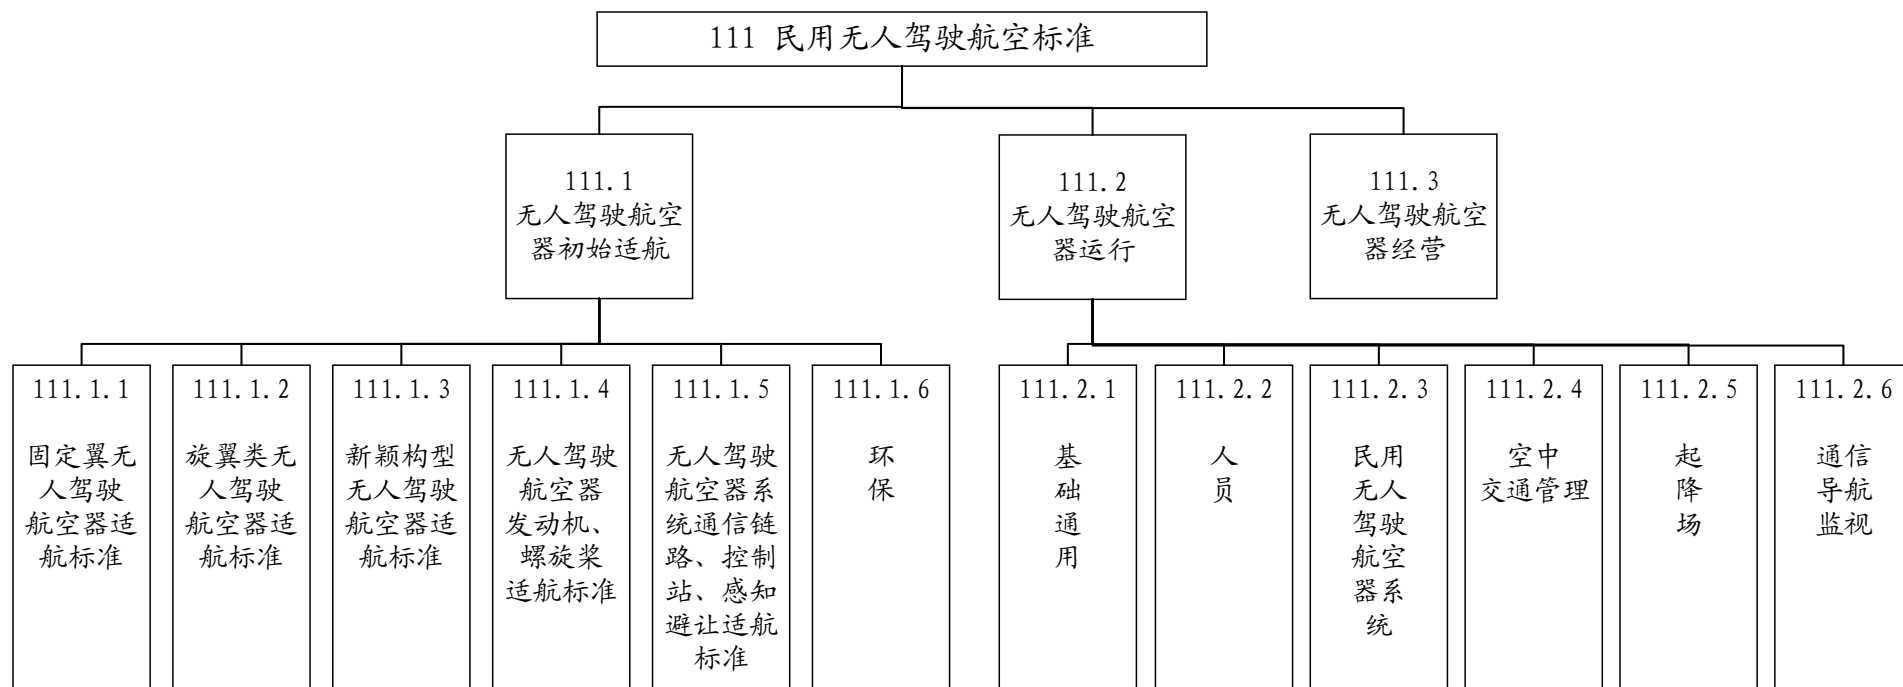 111 民用无人驾驶航空标准
111.1
无人驾驶航空
器初始适航
111.2
无人驾驶航空
器运行
111.3
无人驾驶航空
器经营
111.1.1
固定翼无
人驾驶
航空器适
航标准
111.1.2
旋翼类无
人驾驶
航空器适
航标准
111.1.3
新颖构型
无人驾驶
航空器适
航标准
111.1.4
无人驾驶
航空器
发动机、
螺旋桨
适航标准
111.1.5
无人驾驶
航空器系
统通信链
路、控制
站、感知
避让适航
标准
111.1.6
环
保
111.2.1
基
础
通
用
111.2.2
人
员
111.2.3
民用
无人
驾驶
航空
器系
统
111.2.4
空中
交通管理
111.2.5
起
降
场
111.2.6
通信
导航
监视